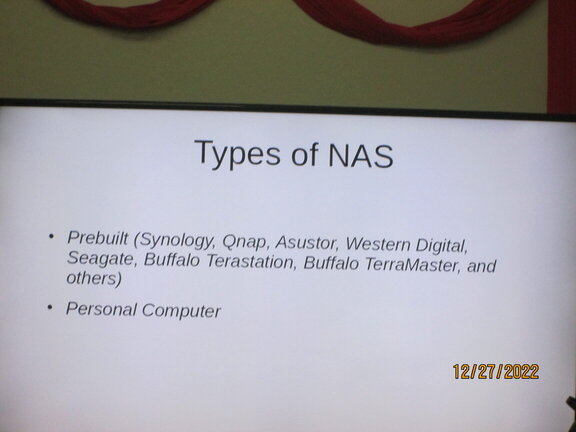 Types of NAS
• Prebuilt (Synology, Qnap, Asustor, Western Digital,
Seagate, Buffalo Terastation, Buffalo TerraMaster, and
others)
• Personal Computer
12/27/2022